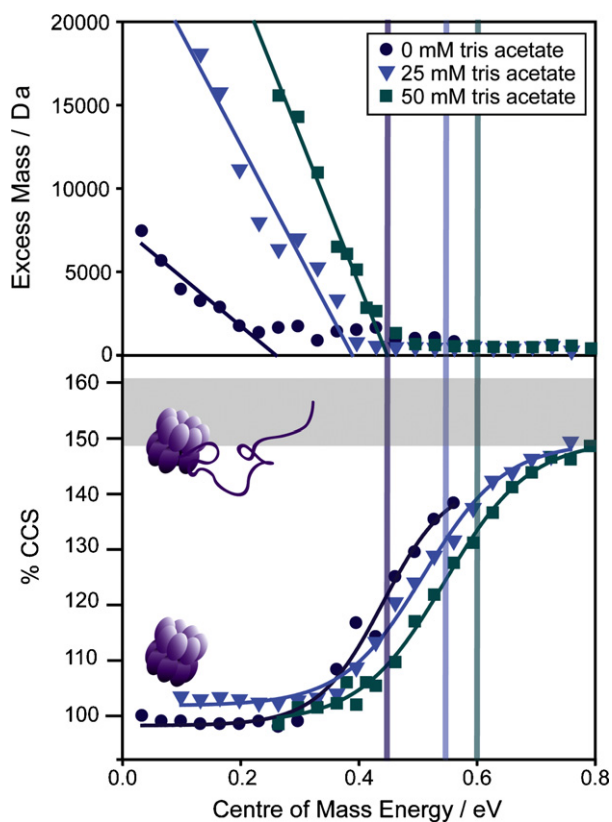 20000
15000
10000
5000
0
Excess Mass / Da
0 mM tris acetate
25 mM tris acetate
50 mM tris acetate
160
150
140
130
120
110
100
% CCS
0.0 0.2 0.4 0.6 0.8
Centre of Mass Energy / eV